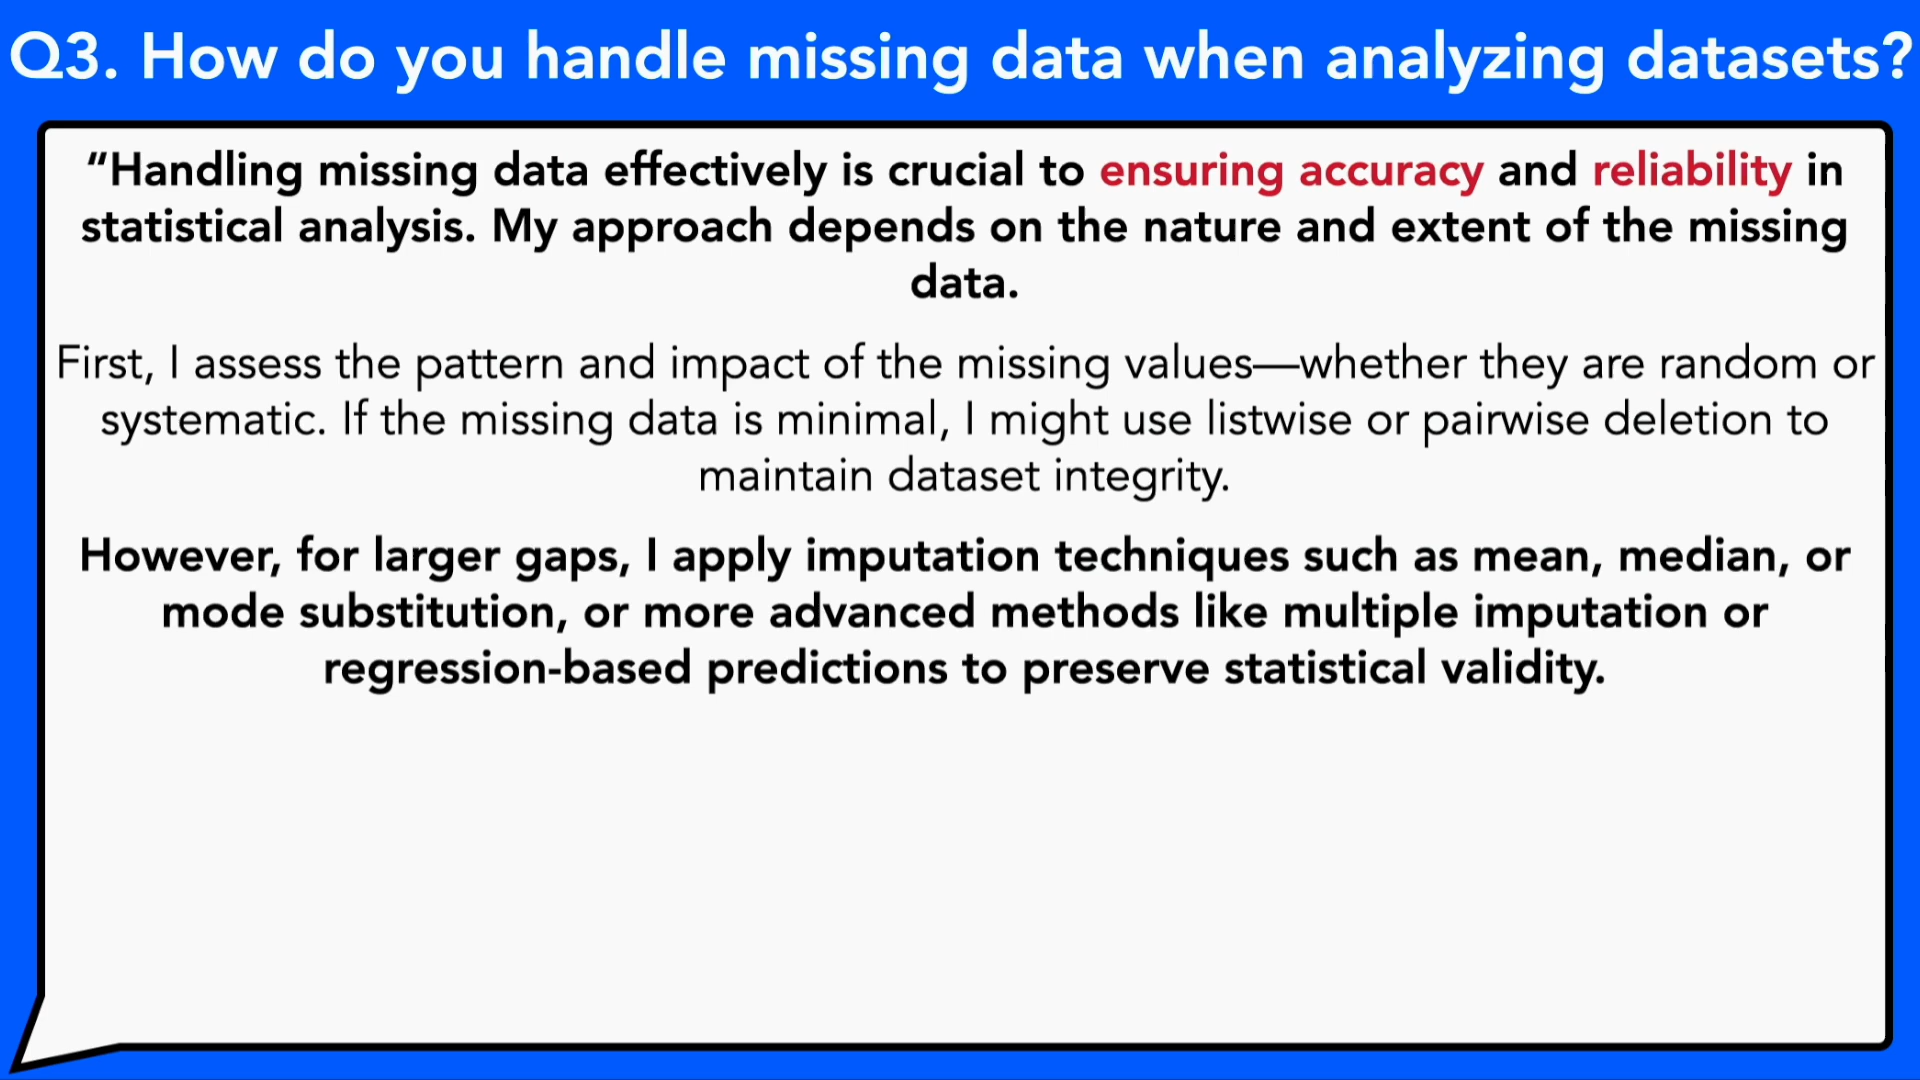 Q3. How do you handle missing data when analyzing datasets?
“Handling missing data effectively is crucial to ensuring accuracy and reliability in
statistical analysis. My approach depends on the nature and extent of the missing
data.
First, I assess the pattern and impact of the missing values—whether they are random or
systematic. If the missing data is minimal, I might use listwise or pairwise deletion to
maintain dataset integrity.
However, for larger gaps, I apply imputation techniques such as mean, median, or
mode substitution, or more advanced methods like multiple imputation or
regression-based predictions to preserve statistical validity.